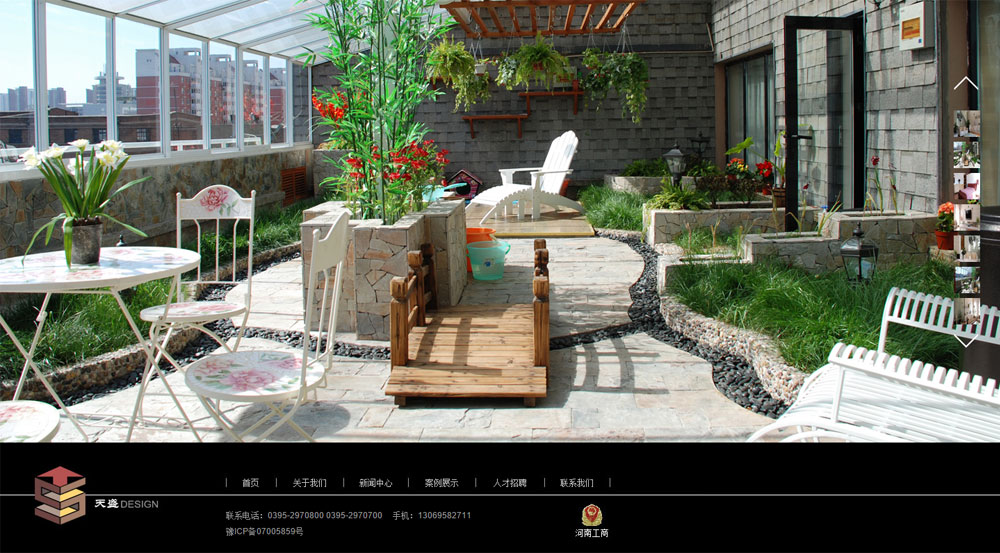 | 首页 | 关于我们 | 新闻中心 | 案例展示 | 人才招聘 | 联系我们 |
天盛 DESIGN
联系电话：0395-2970800 0395-2970700 手机：13069582711
豫ICP备07005859号
河南工商